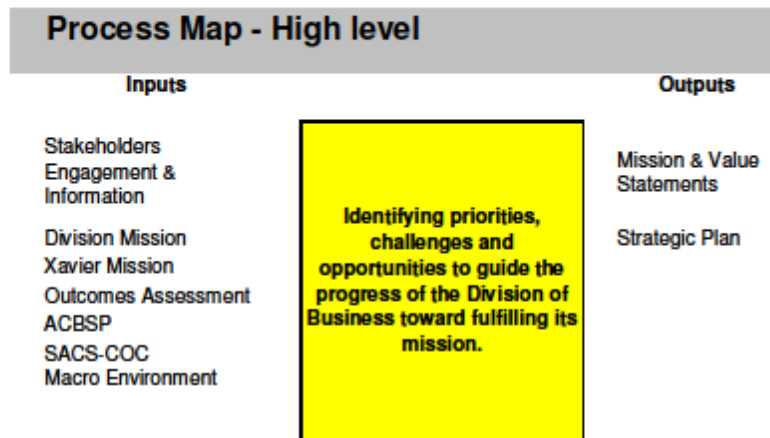 Process Map - High level
Inputs
Outputs
Stakeholders
Engagement &
Information
Division Mission
Xavier Mission
Outcomes Assessment
ACBSP
SACS-COC
Macro Environment
Identifying priorities,
challenges and
opportunities to guide the
progress of the Division of
Business toward fulfilling its
mission.
Mission & Value
Statements
Strategic Plan